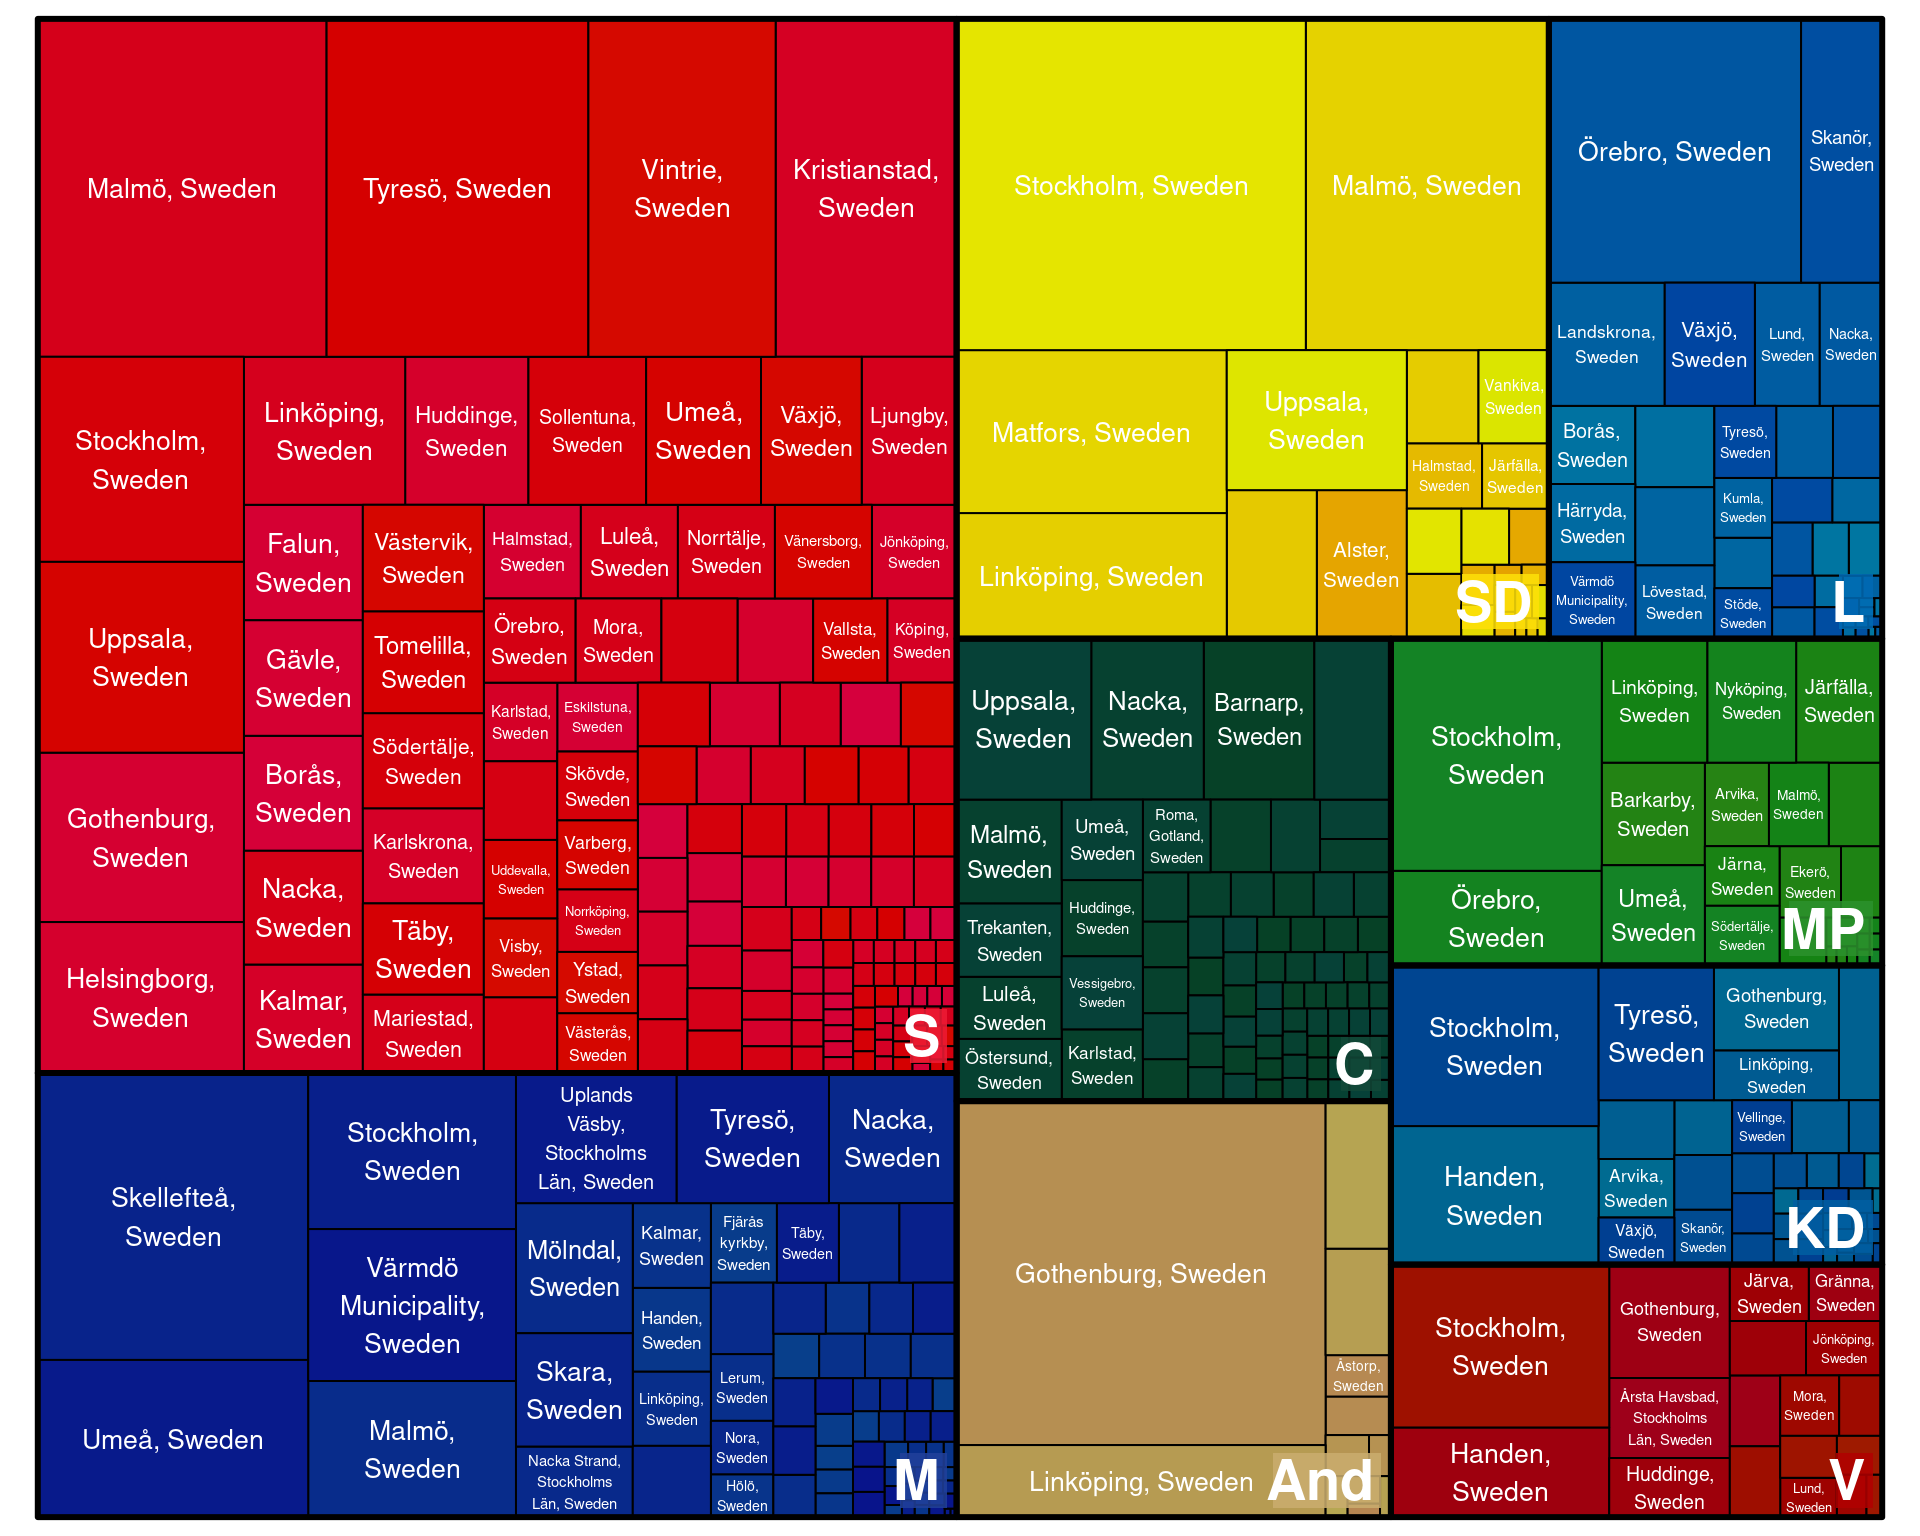 Malmö, Sweden
Tyresö, Sweden
Vintrie,
Sweden
Kristianstad,
Sweden
Stockholm,
Sweden
Uppsala,
Sweden
Gothenburg,
Sweden
Helsingborg,
Sweden
Linköping,
Sweden
Huddinge,
Sweden
Sollentuna,
Sweden
Umeå,
Sweden
Växjö,
Sweden
Ljungby,
Sweden
Falun,
Sweden
Gävle,
Sweden
Borås,
Sweden
Nacka,
Sweden
Kalmar,
Sweden
Västervik,
Sweden
Tomelilla,
Sweden
Södertälje,
Sweden
Karlskrona,
Sweden
Täby,
Sweden
Mariestad,
Sweden
Halmstad,
Sweden
Luleå,
Sweden
Norrtälje,
Sweden
Vänersborg,
Sweden
Jönköping,
Sweden
Örebro,
Sweden
Mora,
Sweden
Vallsta,
Sweden
Köping,
Sweden
Karlstad,
Sweden
Uddevalla,
Sweden
Visby,
Sweden
Eskilstuna,
Sweden
Skövde,
Sweden
Varberg,
Sweden
Norrköping,
Sweden
Ystad,
Sweden
Västerås,
Sweden
S
Skellefteå,
Sweden
Umeå, Sweden
Stockholm,
Sweden
Värmdö
Municipality,
Sweden
Malmö,
Sweden
Uplands
Väsby,
Stockholms
Län, Sweden
Tyresö,
Sweden
Nacka,
Sweden
Mölndal,
Sweden
Skara,
Sweden
Nacka Strand,
Stockholms
Län, Sweden
Kalmar,
Sweden
Handen,
Sweden
Linköping,
Sweden
Fjärås
kyrkby,
Sweden
Täby,
Sweden
Lerum,
Sweden
Nora,
Sweden
Hölö,
Sweden
M
Stockholm, Sweden
Malmö, Sweden
Matfors, Sweden
Linköping, Sweden
Uppsala,
Sweden
Alster,
Sweden
Vankiva,
Sweden
Halmstad,
Sweden
Järfälla,
Sweden
SD
Örebro, Sweden
Skanör,
Sweden
Landskrona,
Sweden
Växjö,
Sweden
Lund,
Sweden
Nacka,
Sweden
Borås,
Sweden
Härryda,
Sweden
Värmdö
Municipality,
Sweden
Lövestad,
Sweden
Tyresö,
Sweden
Kumla,
Sweden
Stöde,
Sweden
L
Uppsala,
Sweden
Nacka,
Sweden
Barnarp,
Sweden
Malmö,
Sweden
Trekanten,
Sweden
Luleå,
Sweden
Östersund,
Sweden
Umeå,
Sweden
Huddinge,
Sweden
Vessigebro,
Sweden
Karlstad,
Sweden
Roma,
Gotland,
Sweden
C
Gothenburg, Sweden
Linköping, Sweden
Åstorp,
Sweden
And
Stockholm,
Sweden
Örebro,
Sweden
Linköping,
Sweden
Nyköping,
Sweden
Järfälla,
Sweden
Barkarby,
Sweden
Umeå,
Sweden
Arvika,
Sweden
Malmö,
Sweden
Järna,
Sweden
Södertälje,
Sweden
Ekerö,
Sweden
MP
Stockholm,
Sweden
Handen,
Sweden
Tyresö,
Sweden
Gothenburg,
Sweden
Linköping,
Sweden
Arvika,
Sweden
Växjö,
Sweden
Skanör,
Sweden
Vellinge,
Sweden
KD
Stockholm,
Sweden
Handen,
Sweden
Gothenburg,
Sweden
Årsta Havsbad,
Stockholms
Län, Sweden
Huddinge,
Sweden
Järva,
Sweden
Gränna,
Sweden
Jönköping,
Sweden
Mora,
Sweden
Lund,
Sweden
V